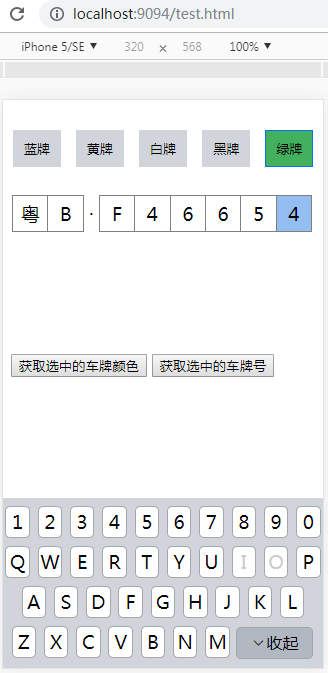 localhost:9094/test.html
iPhone 5/SE ▼ 320 × 568 100% ▼
蓝牌 黄牌 白牌 黑牌 绿牌
粤 B · F 4 6 6 5 4
获取选中的车牌颜色 获取选中的车牌号
1 2 3 4 5 6 7 8 9 0
Q W E R T Y U I O P
A S D F G H J K L
Z X C V B N M 收起